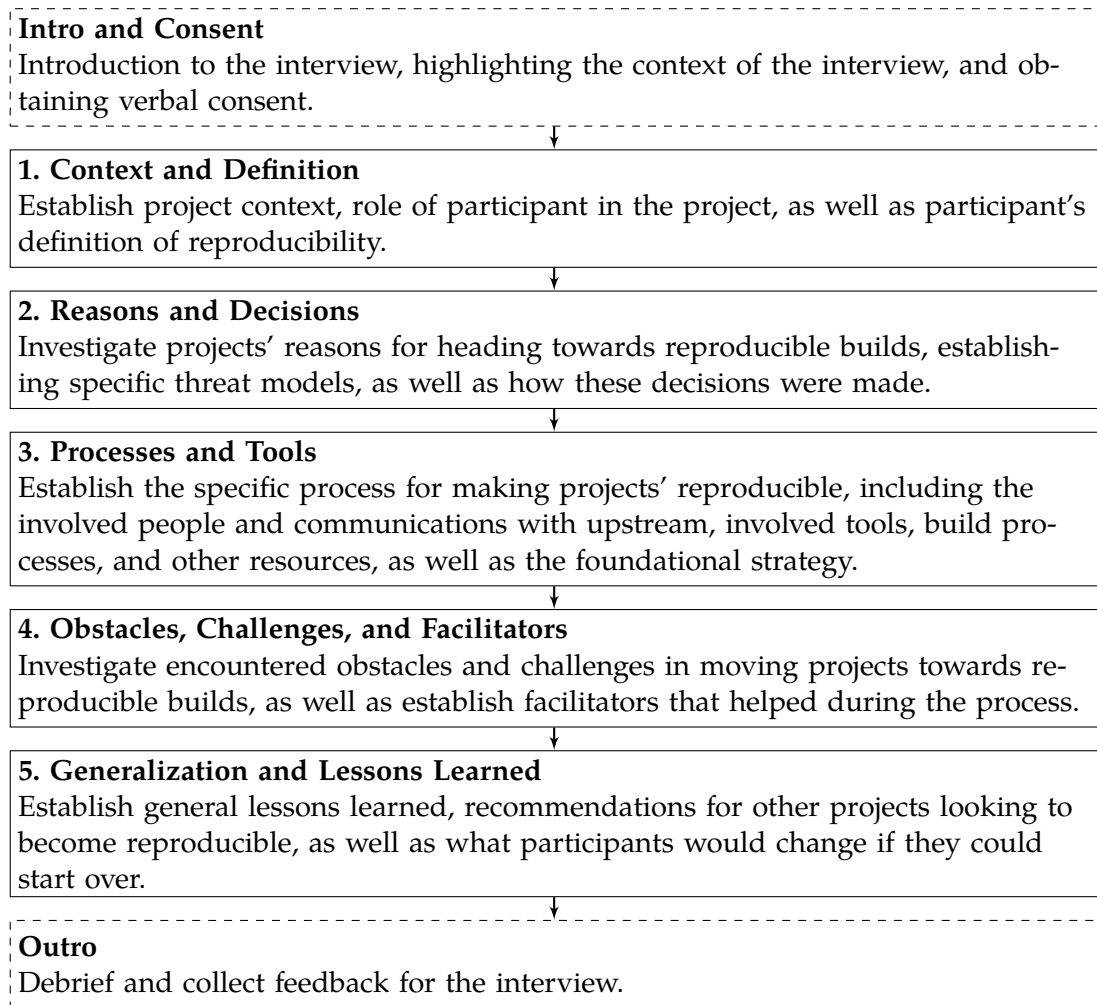 Intro and Consent
Introduction to the interview, highlighting the context of the interview, and ob-
taining verbal consent.
1. Context and Definition
Establish project context, role of participant in the project, as well as participant’s
definition of reproducibility.
2. Reasons and Decisions
Investigate projects’ reasons for heading towards reproducible builds, establish-
ing specific threat models, as well as how these decisions were made.
3. Processes and Tools
Establish the specific process for making projects’ reproducible, including the
involved people and communications with upstream, involved tools, build pro-
cesses, and other resources, as well as the foundational strategy.
4. Obstacles, Challenges, and Facilitators
Investigate encountered obstacles and challenges in moving projects towards re-
producible builds, as well as establish facilitators that helped during the process.
5. Generalization and Lessons Learned
Establish general lessons learned, recommendations for other projects looking to
become reproducible, as well as what participants would change if they could
start over.
Outro
Debrief and collect feedback for the interview.